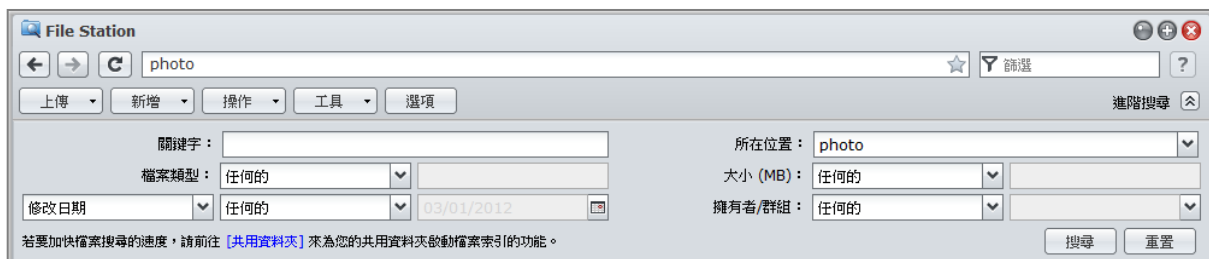 File Station
photo 篩選 ?
上傳 新增 操作 工具 選項 進階搜尋
關鍵字： 所在位置： photo
檔案類型： 任何的 大小 (MB)： 任何的
修改日期 任何的 03/01/2012 擁有者/群組： 任何的
若要加快檔案搜尋的速度，請前往 [共用資料夾] 來為您的共用資料夾啟動檔案索引的功能。 搜尋 重置